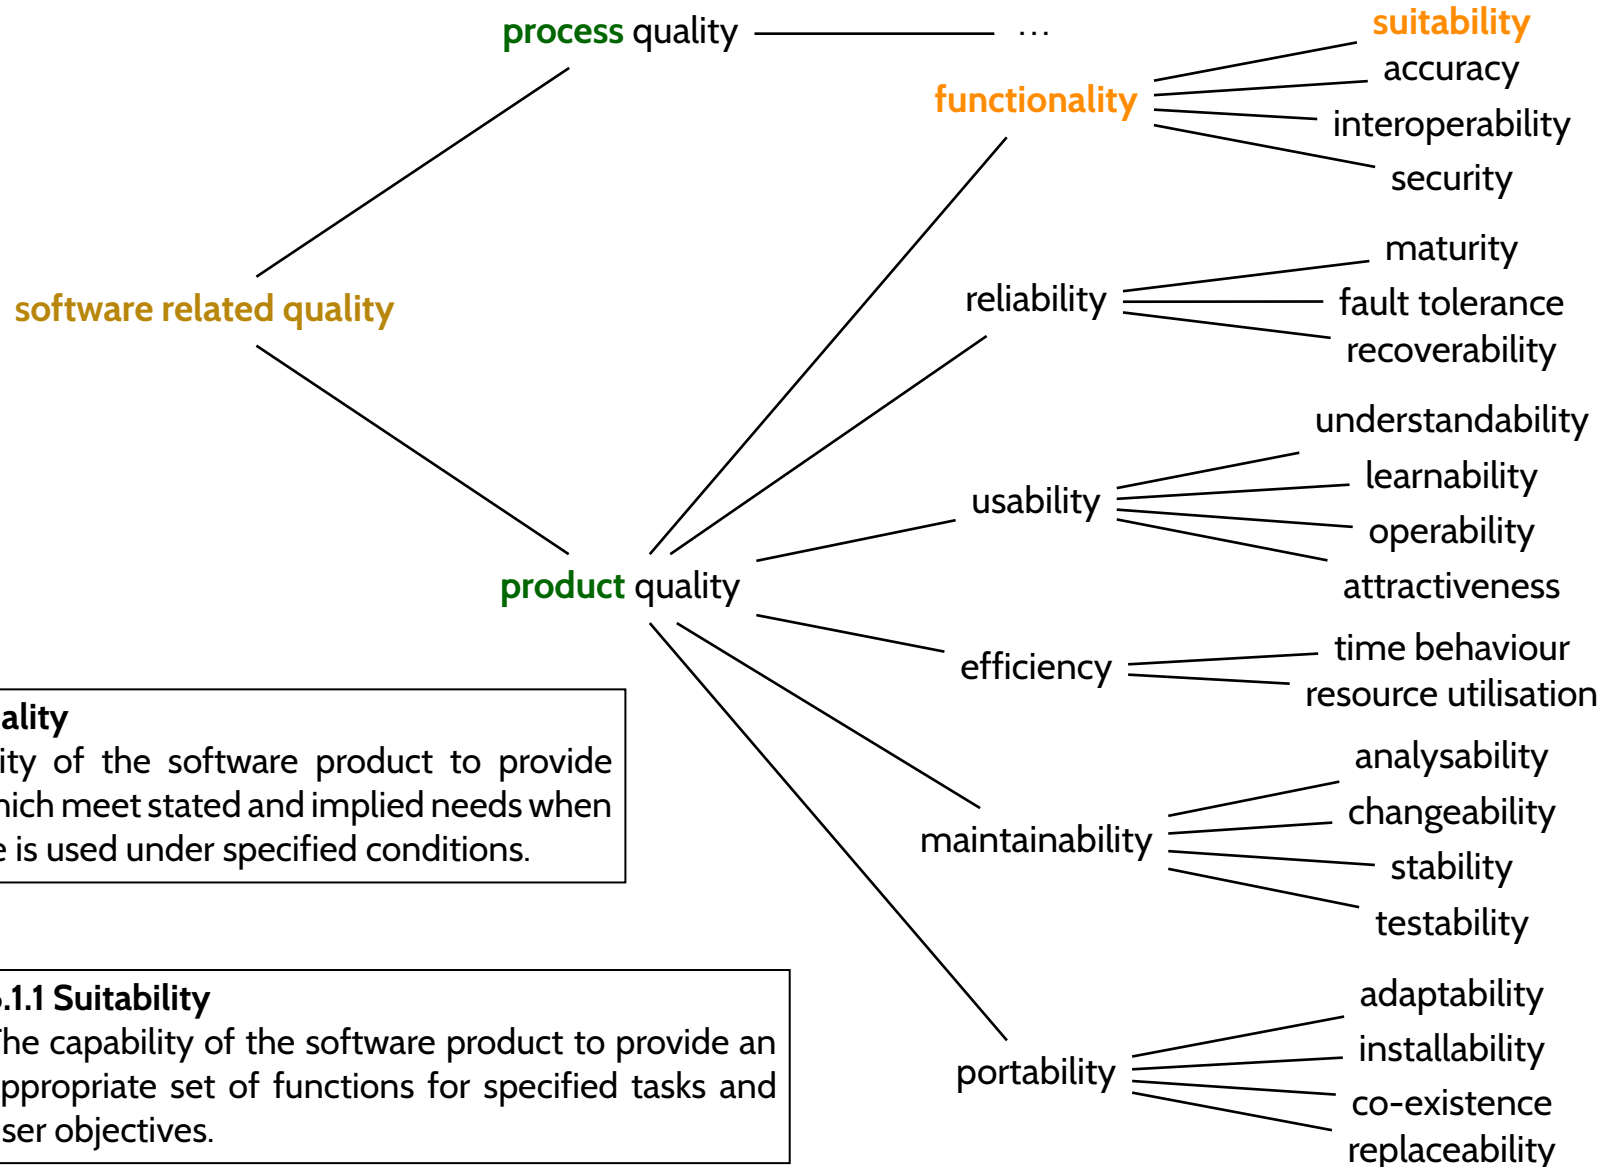 process quality
…
software related quality
product quality
functionality
suitability
accuracy
interoperability
security
reliability
maturity
fault tolerance
recoverability
usability
understandability
learnability
operability
attractiveness
efficiency
time behaviour
resource utilisation
maintainability
analysability
changeability
stability
testability
portability
adaptability
installability
co-existence
replaceability
ality
ity of the software product to provide
hich meet stated and implied needs when
e is used under specified conditions.
.1.1 Suitability
he capability of the software product to provide an
ppropriate set of functions for specified tasks and
ser objectives.